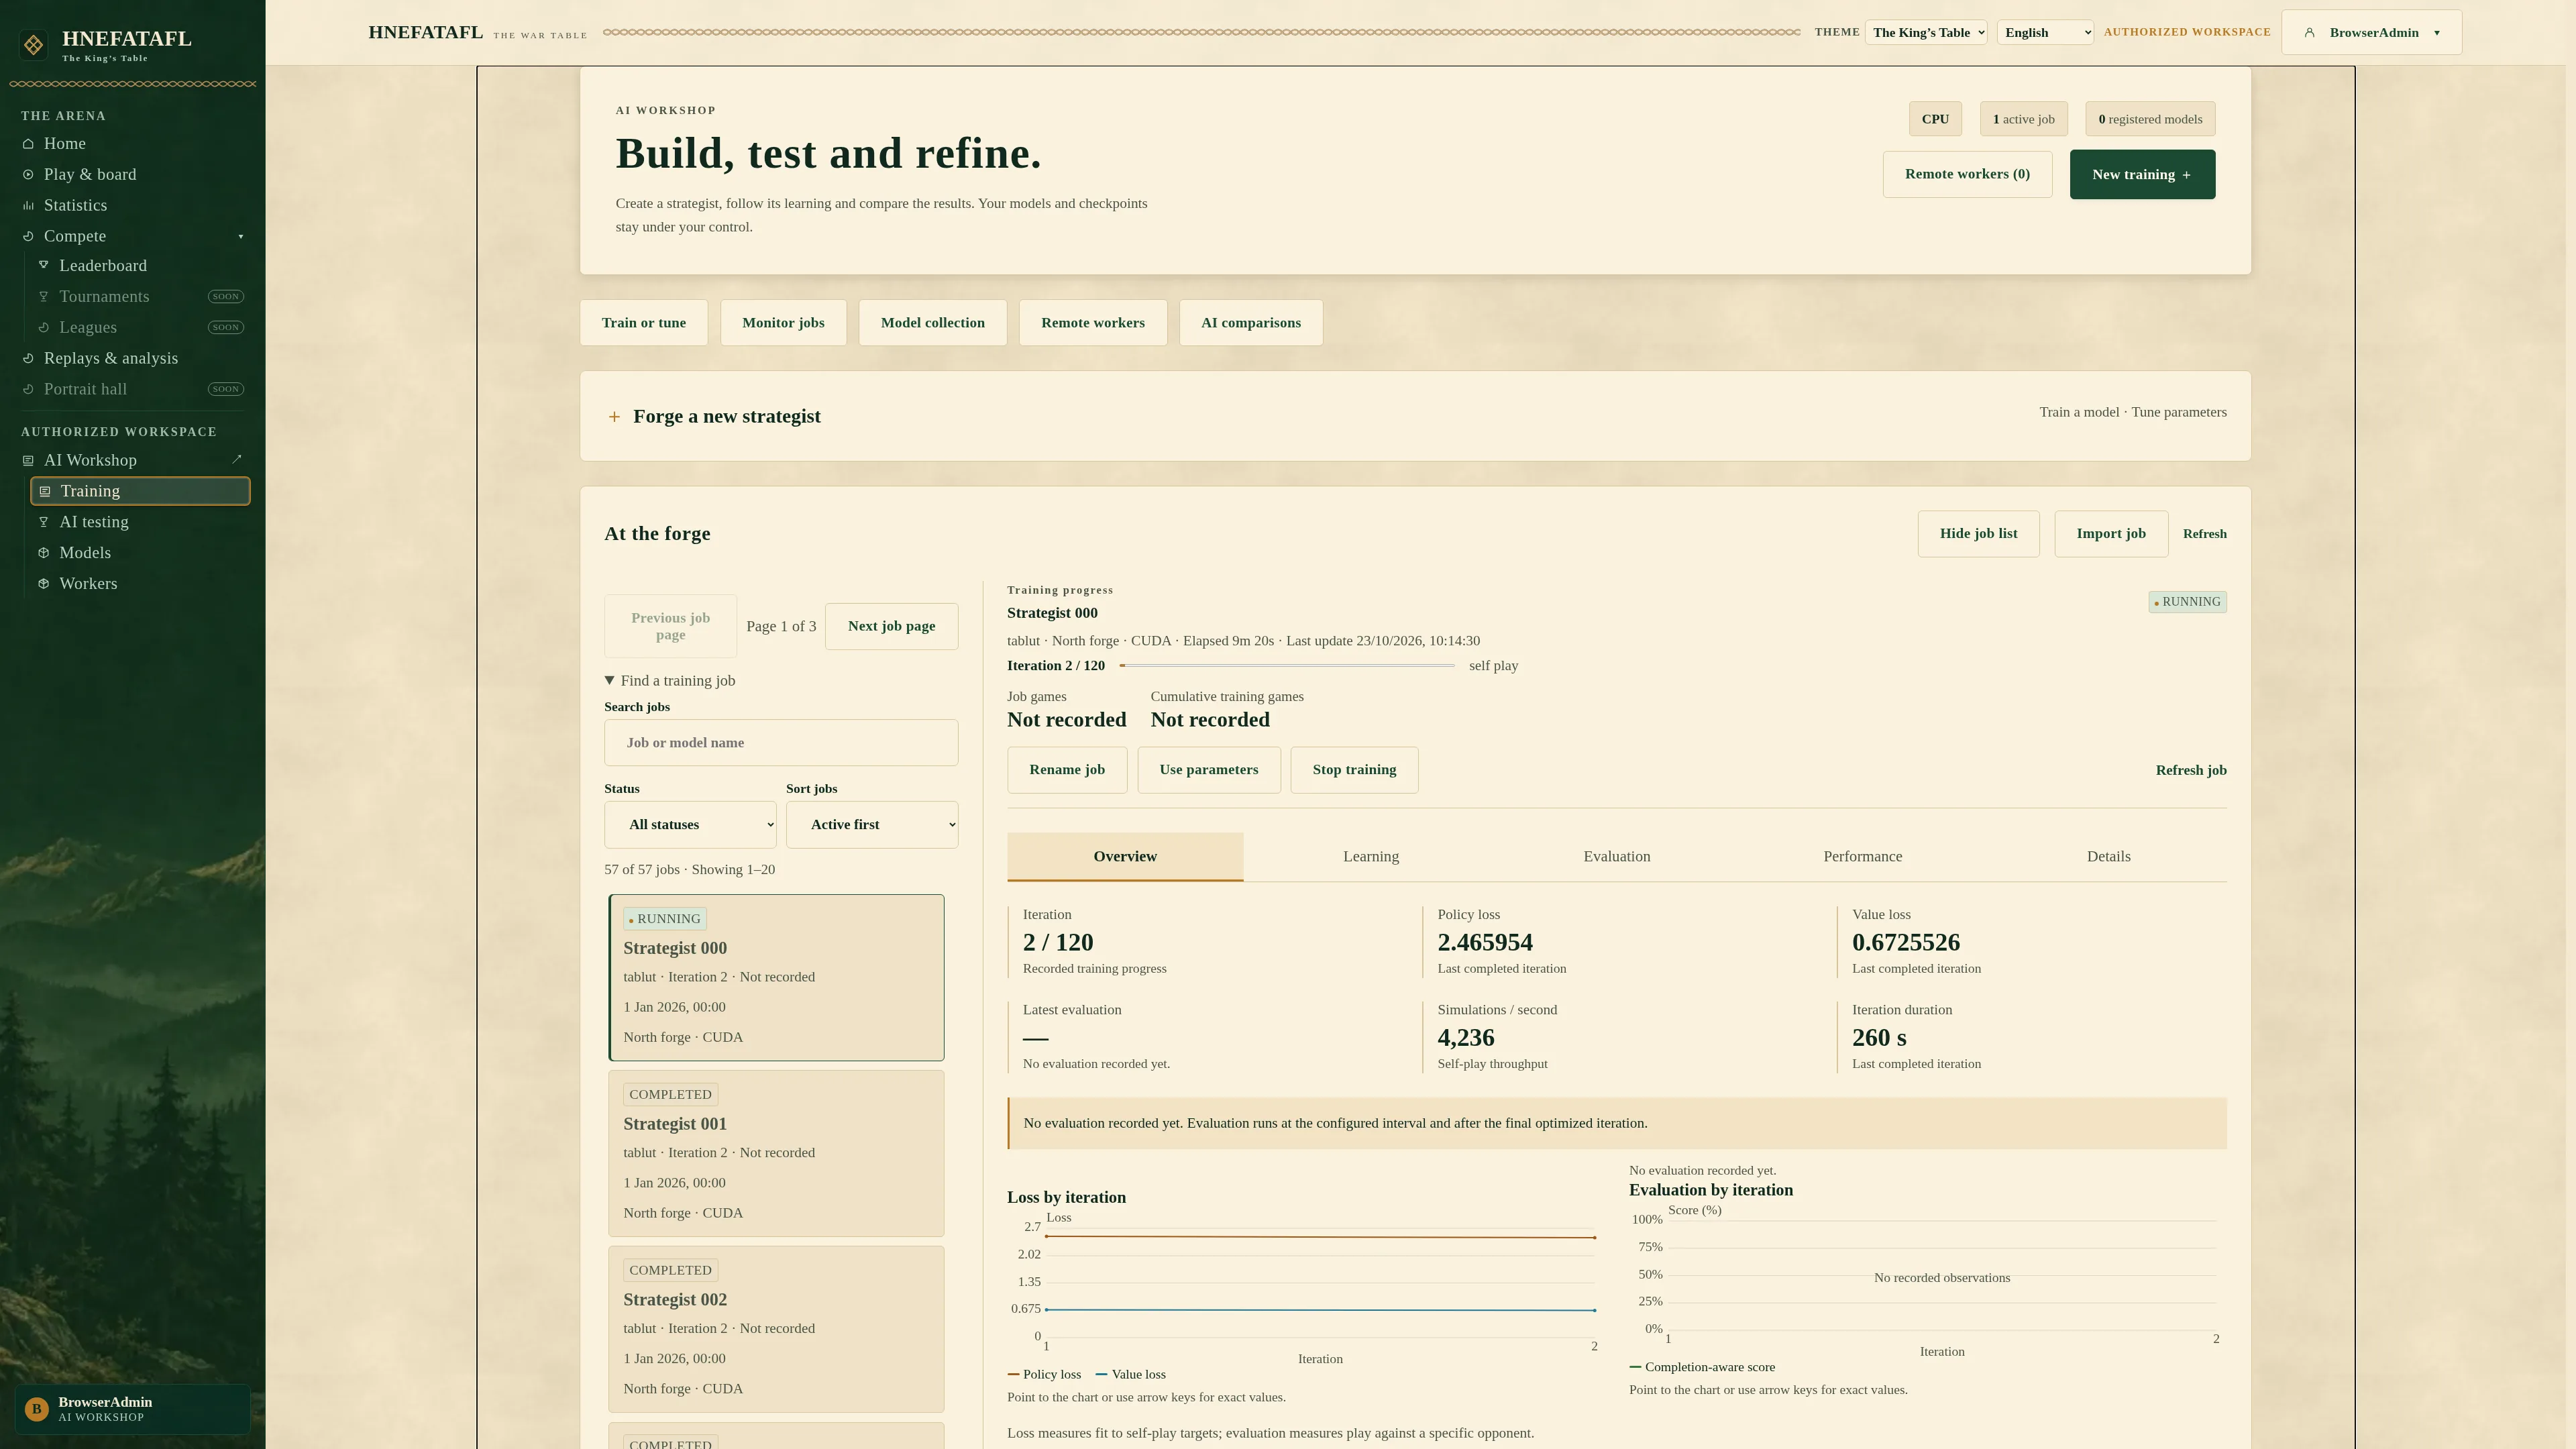 HNEFATAFL
The King's Table
THE ARENA
Home
Play & board
Statistics
Compete
Leaderboard
Tournaments SOON
Leagues SOON
Replays & analysis
Portrait hall SOON
AUTHORIZED WORKSPACE
AI Workshop
Training
AI testing
Models
Workers
B BrowserAdmin
AI WORKSHOP
HNEFATAFL THE WAR TABLE THEME The King's Table English AUTHORIZED WORKSPACE BrowserAdmin
AI WORKSHOP
Build, test and refine.
Create a strategist, follow its learning and compare the results. Your models and checkpoints
stay under your control.
CPU 1 active job 0 registered models
Remote workers (0) New training +
Train or tune Monitor jobs Model collection Remote workers AI comparisons
+ Forge a new strategist Train a model · Tune parameters
At the forge Hide job list Import job Refresh
Previous job
page
Page 1 of 3 Next job page
Find a training job
Search jobs
Job or model name
Status Sort jobs
All statuses Active first
57 of 57 jobs · Showing 1–20
RUNNING
Strategist 000
tablut · Iteration 2 · Not recorded
1 Jan 2026, 00:00
North forge · CUDA
COMPLETED
Strategist 001
tablut · Iteration 2 · Not recorded
1 Jan 2026, 00:00
North forge · CUDA
COMPLETED
Strategist 002
tablut · Iteration 2 · Not recorded
1 Jan 2026, 00:00
North forge · CUDA
COMPLETED
Training progress
Strategist 000 RUNNING
tablut · North forge · CUDA · Elapsed 9m 20s · Last update 23/10/2026, 10:14:30
Iteration 2 / 120 self play
Job games Cumulative training games
Not recorded Not recorded
Rename job Use parameters Stop training Refresh job
Overview Learning Evaluation Performance Details
Iteration Policy loss Value loss
2 / 120 2.465954 0.6725526
Recorded training progress Last completed iteration Last completed iteration
Latest evaluation Simulations / second Iteration duration
— 4,236 260 s
No evaluation recorded yet. Self-play throughput Last completed iteration
No evaluation recorded yet. Evaluation runs at the configured interval and after the final optimized iteration.
Loss by iteration
Loss
2.7
2.02
1.35
0.675
0
1 2
Iteration
Policy loss Value loss
Point to the chart or use arrow keys for exact values.
No evaluation recorded yet.
Evaluation by iteration
Score (%)
100%
75%
50% No recorded observations
25%
0%
1 2
Iteration
Completion-aware score
Point to the chart or use arrow keys for exact values.
Loss measures fit to self-play targets; evaluation measures play against a specific opponent.